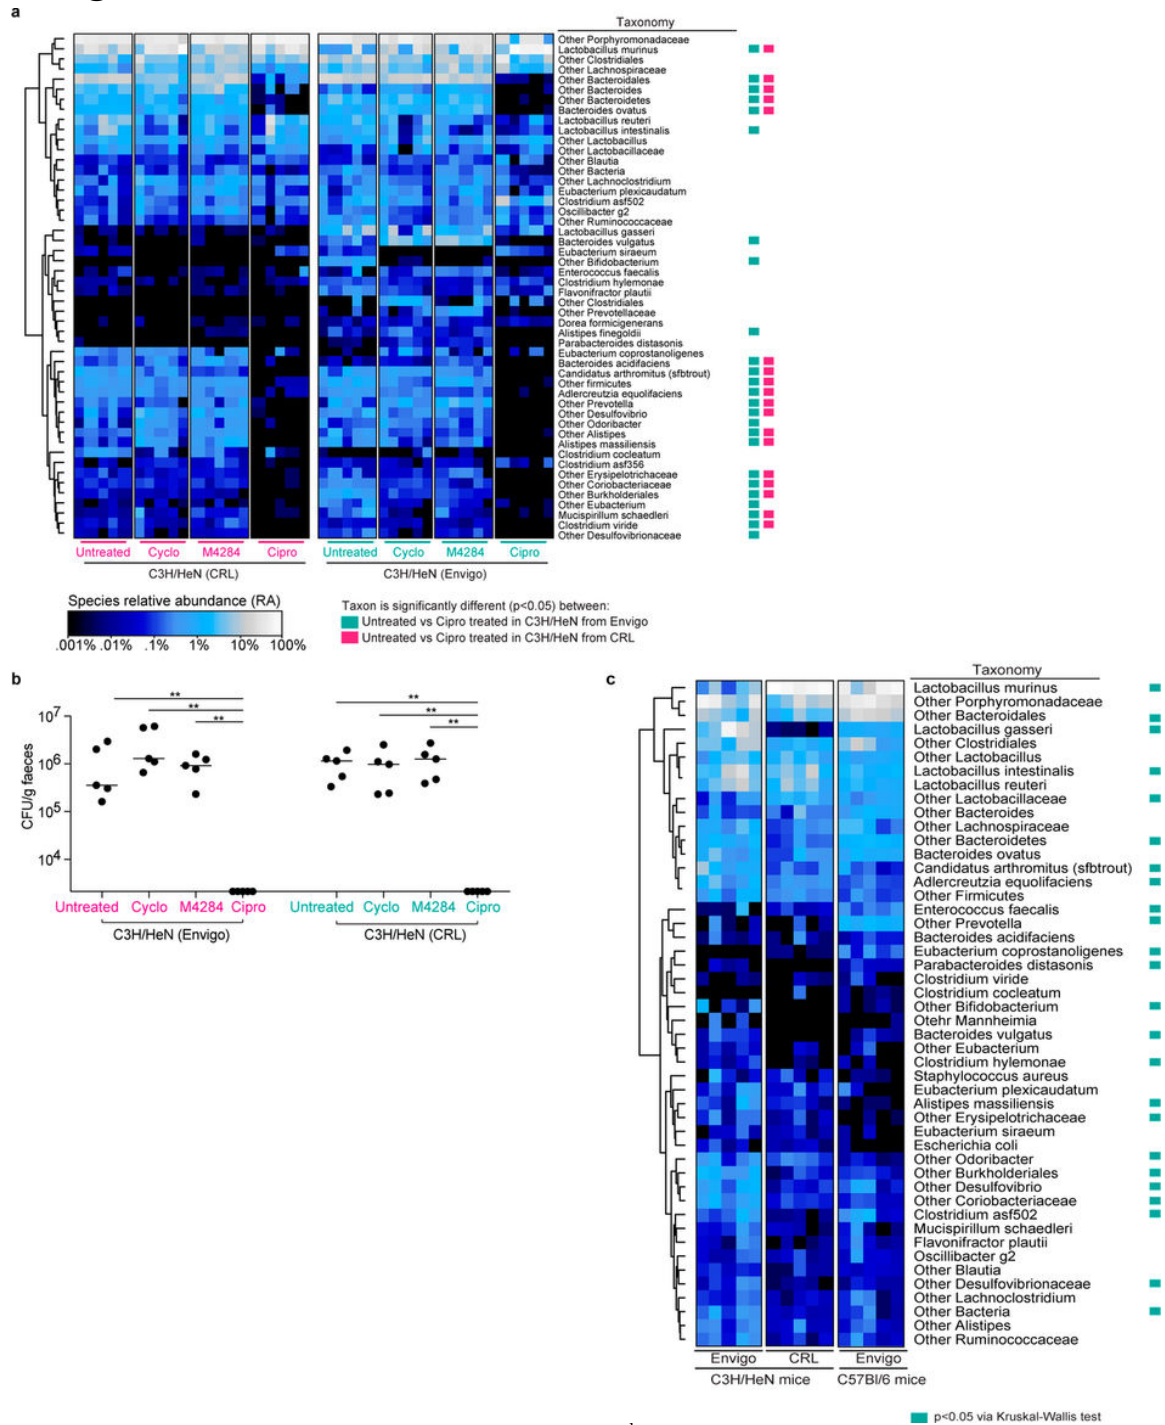 a
Taxonomy
Other Porphyromonadaceae
Lactobacillus murinus
Other Clostridiales
Other Lachnospiraceae
Other Bacteroidales
Other Bacteroides
Other Bacteroidetes
Bacteroides ovatus
Lactobacillus reuteri
Lactobacillus intestinalis
Other Lactobacillus
Other Lactobacillaceae
Other Blautia
Other Bacteria
Other Lachnoclostridium
Eubacterium plexicaudatum
Clostridium asf502
Oscillibacter g2
Other Ruminococcaceae
Lactobacillus gasseri
Bacteroides vulgatus
Eubacterium siraeum
Other Bifidobacterium
Enterococcus faecalis
Clostridium hylemonae
Flavonifractor plautii
Other Clostridiales
Other Prevotellaceae
Dorea formicigenerans
Alistipes finegoldii
Parabacteroides distasonis
Eubacterium coprostanoligenes
Bacteroides acidifaciens
Candidatus arthromitus (sfbtrout)
Other firmicutes
Adlercreutzia equolifaciens
Other Prevotella
Other Desulfovibrio
Other Odoribacter
Other Alistipes
Alistipes massiliensis
Clostridium cocleatum
Clostridium asf356
Other Erysipelotrichaceae
Other Coriobacteriaceae
Other Burkholderiales
Other Eubacterium
Mucispirillum schaedleri
Clostridium viride
Other Desulfovibrionaceae
Untreated Cyclo M4284 Cipro Untreated Cyclo M4284 Cipro
C3H/HeN (CRL) C3H/HeN (Envigo)
Species relative abundance (RA)
.001% .01% .1% 1% 10% 100%
Taxon is significantly different (p<0.05) between:
Untreated vs Cipro treated in C3H/HeN from Envigo
Untreated vs Cipro treated in C3H/HeN from CRL
b
** **
** **
** **
CFU/g faeces
10^7
10^6
10^5
10^4
Untreated Cyclo M4284 Cipro Untreated Cyclo M4284 Cipro
C3H/HeN (Envigo) C3H/HeN (CRL)
c
Taxonomy
Lactobacillus murinus
Other Porphyromonadaceae
Other Bacteroidales
Lactobacillus gasseri
Other Clostridiales
Other Lactobacillus
Lactobacillus intestinalis
Lactobacillus reuteri
Other Lactobacillaceae
Other Bacteroides
Other Lachnospiraceae
Other Bacteroidetes
Bacteroides ovatus
Candidatus arthromitus (sfbtrout)
Adlercreutzia equolifaciens
Other Firmicutes
Enterococcus faecalis
Other Prevotella
Bacteroides acidifaciens
Eubacterium coprostanoligenes
Parabacteroides distasonis
Clostridium viride
Clostridium cocleatum
Other Bifidobacterium
Otehr Mannheimia
Bacteroides vulgatus
Other Eubacterium
Clostridium hylemonae
Staphylococcus aureus
Eubacterium plexicaudatum
Alistipes massiliensis
Other Erysipelotrichaceae
Eubacterium siraeum
Escherichia coli
Other Odoribacter
Other Burkholderiales
Other Desulfovibrio
Other Coriobacteriaceae
Clostridium asf502
Mucispirillum schaedleri
Flavonifractor plautii
Oscillibacter g2
Other Blautia
Other Desulfovibrionaceae
Other Lachnoclostridium
Other Bacteria
Other Alistipes
Other Ruminococcaceae
Envigo CRL Envigo
C3H/HeN mice C57Bl/6 mice
p<0.05 via Kruskal-Wallis test